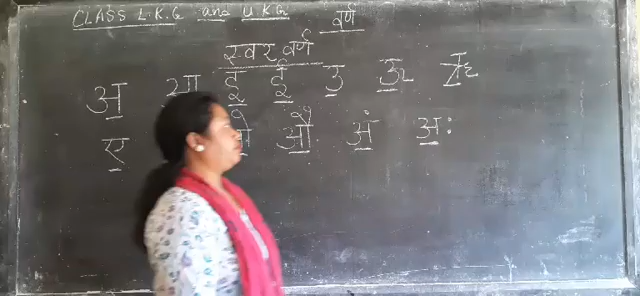 CLASS L.K.G and U.K.G
वर्ण
स्वर वर्ण
अ आ इ ई उ ऊ ऋ
ए औ अं अः